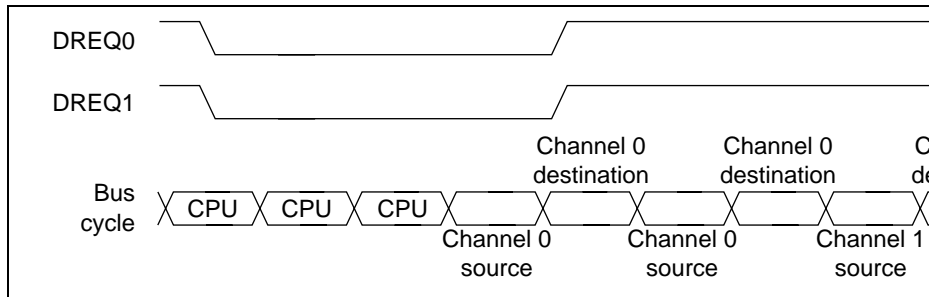 DREQ0
DREQ1
Channel 0
destination
Channel 0
destination
Bus
cycle
CPU
CPU
CPU
Channel 0
source
Channel 0
source
Channel 1
source